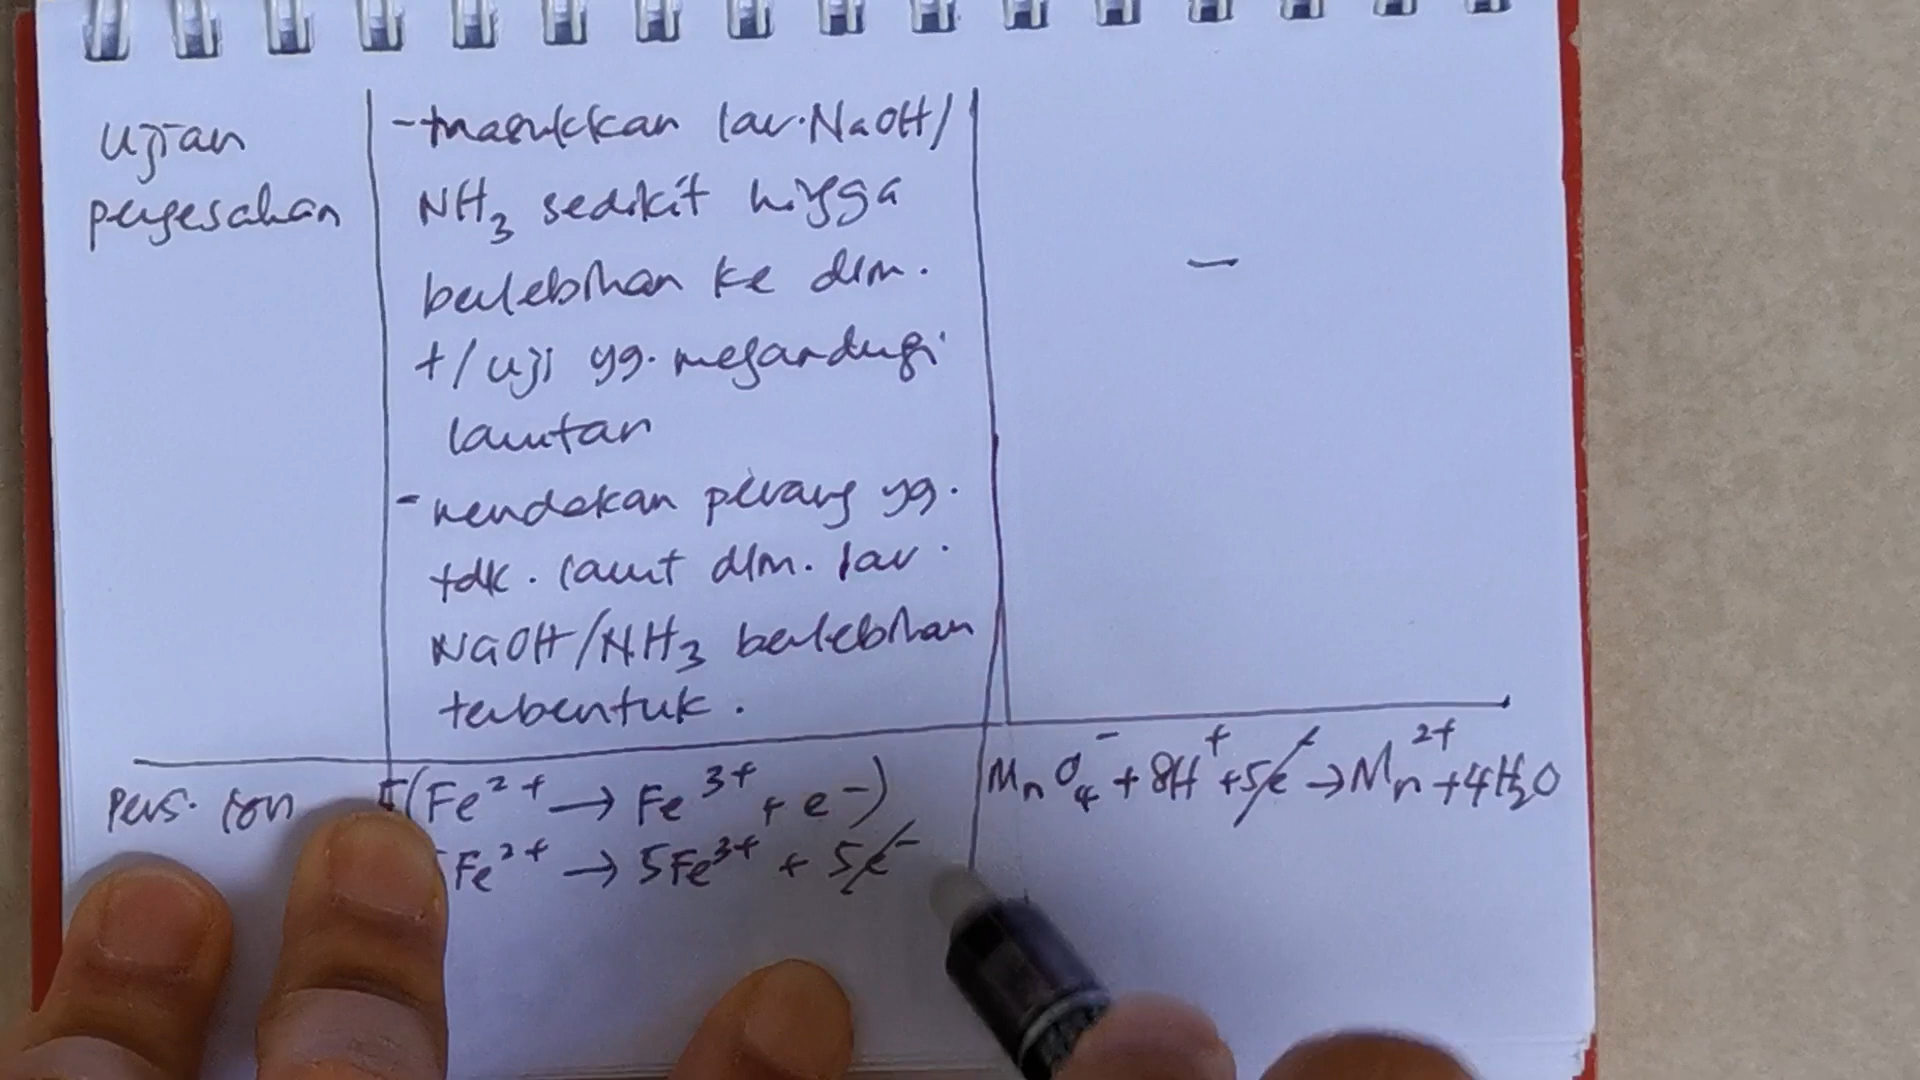 Ujian
pengesahan
- masukkan lar. NaOH/
NH₃ sedikit hingga
berlebihan ke dlm.
t/uji yg. mengandungi
larutan
- mendakan perang yg.
tdk. larut dlm. lar.
NaOH/NH₃ berlebihan
terbentuk.
–
Pers. ion
5(Fe²⁺ → Fe³⁺ + e⁻)
Fe²⁺ → 5Fe³⁺ + 5e⁻
MnO₄⁻ + 8H⁺ + 5e⁻ → Mn²⁺ + 4H₂O